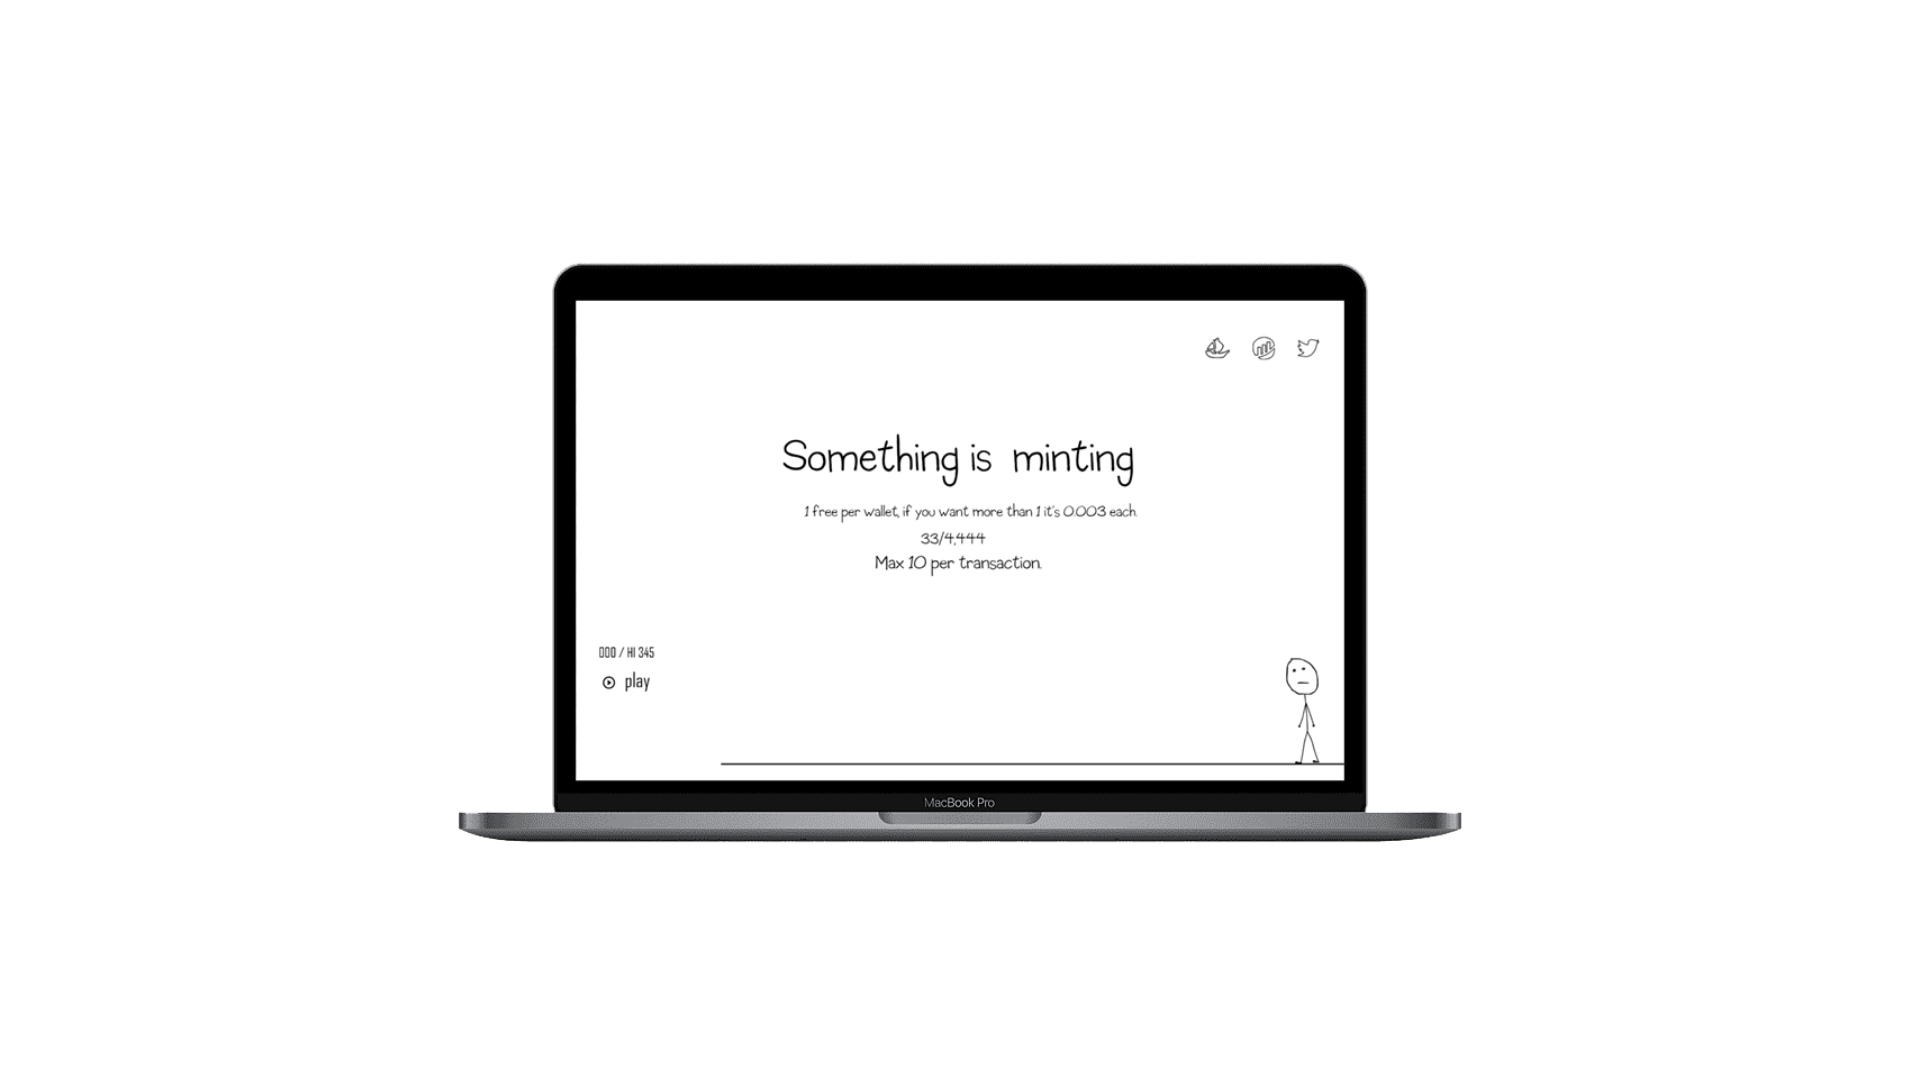 Something is minting
1 free per wallet, if you want more than 1 it's 0.003 each.
33/4,444
Max 10 per transaction.
000 / HI 345
play
MacBook Pro